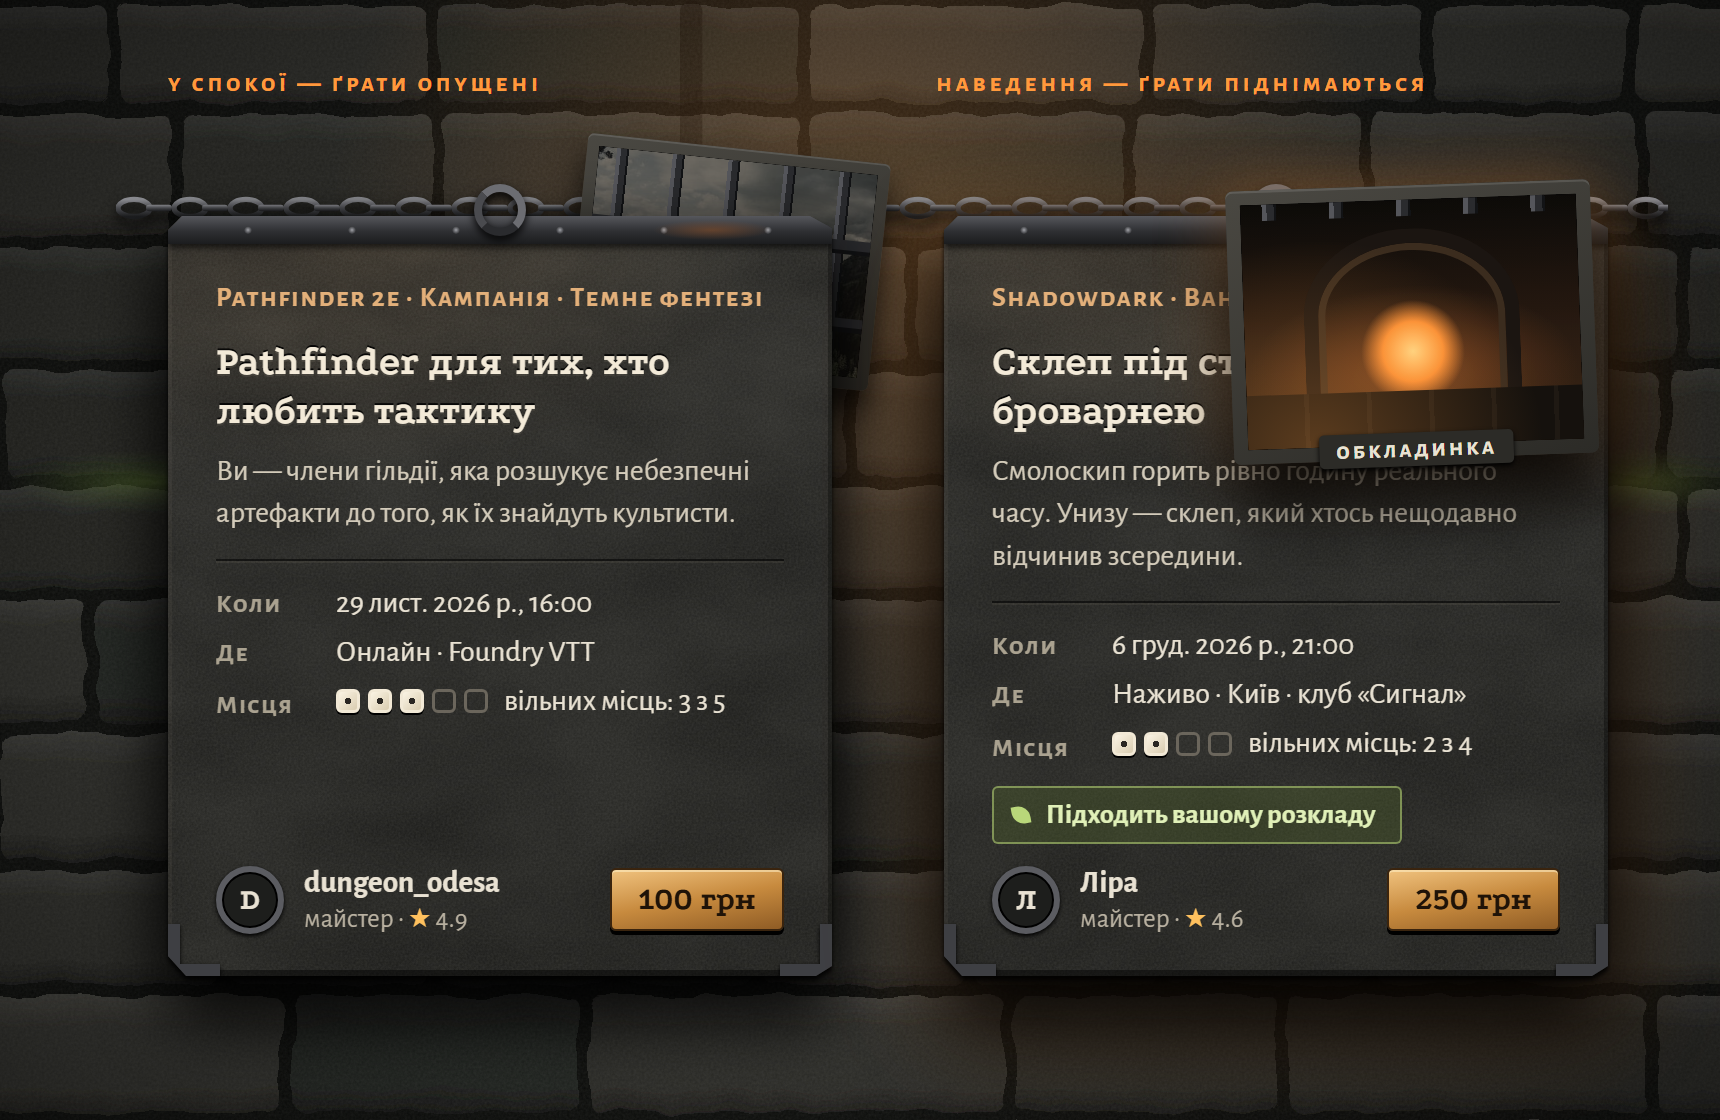 У СПОКОЇ — ҐРАТИ ОПУЩЕНІ
Pathfinder 2e · Кампанія · Темне фентезі
Pathfinder для тих, хто
любить тактику
Ви — члени гільдії, яка розшукує небезпечні
артефакти до того, як їх знайдуть культисти.
Коли 29 лист. 2026 р., 16:00
Де Онлайн · Foundry VTT
Місця вільних місць: 3 з 5
D dungeon_odesa
майстер · ★ 4.9
100 грн
НАВЕДЕННЯ — ҐРАТИ ПІДНІМАЮТЬСЯ
Shadowdark ·
Склеп під
броварнею
ОБКЛАДИНКА
Смолоскип горить рівно годину реального
часу. Унизу — склеп, який хтось нещодавно
відчинив зсередини.
Коли 6 груд. 2026 р., 21:00
Де Наживо · Київ · клуб «Сигнал»
Місця вільних місць: 2 з 4
Підходить вашому розкладу
Л Ліра
майстер · ★ 4.6
250 грн